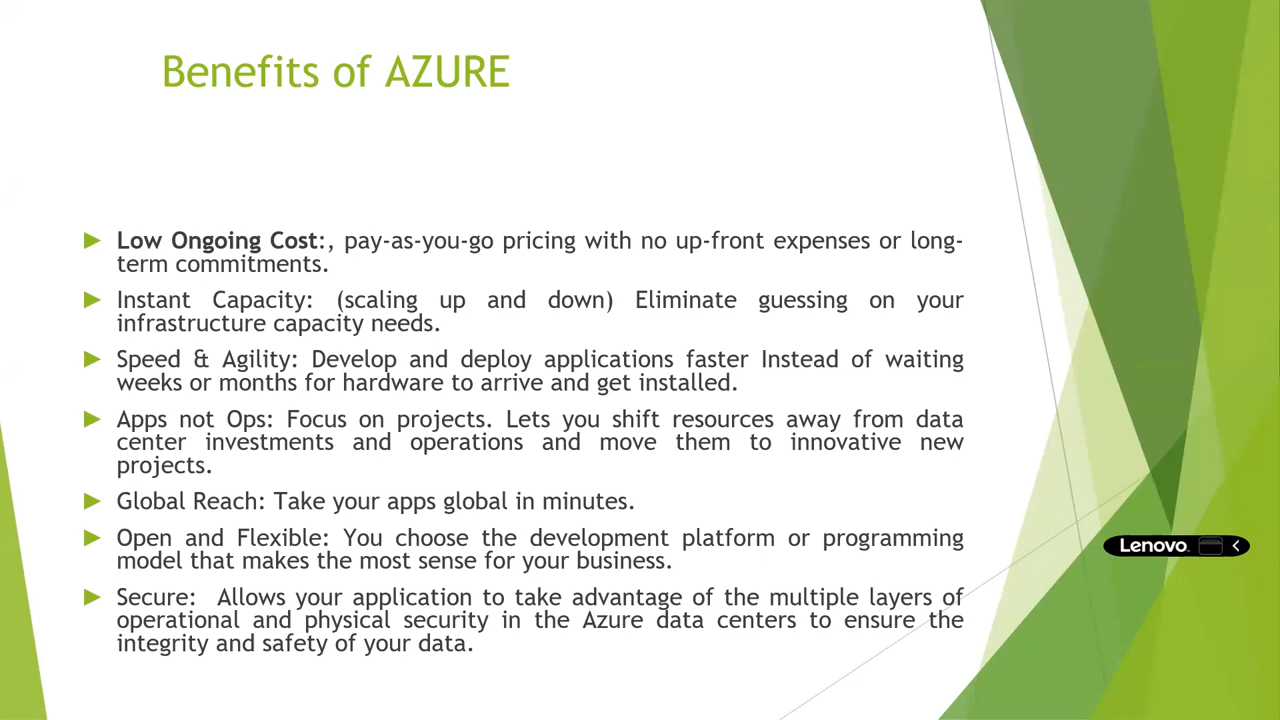 Benefits of AZURE
Low Ongoing Cost:, pay-as-you-go pricing with no up-front expenses or long-
term commitments.
Instant Capacity: (scaling up and down) Eliminate guessing on your
infrastructure capacity needs.
Speed & Agility: Develop and deploy applications faster Instead of waiting
weeks or months for hardware to arrive and get installed.
Apps not Ops: Focus on projects. Lets you shift resources away from data
center investments and operations and move them to innovative new
projects.
Global Reach: Take your apps global in minutes.
Open and Flexible: You choose the development platform or programming
model that makes the most sense for your business.
Secure: Allows your application to take advantage of the multiple layers of
operational and physical security in the Azure data centers to ensure the
integrity and safety of your data.
Lenovo